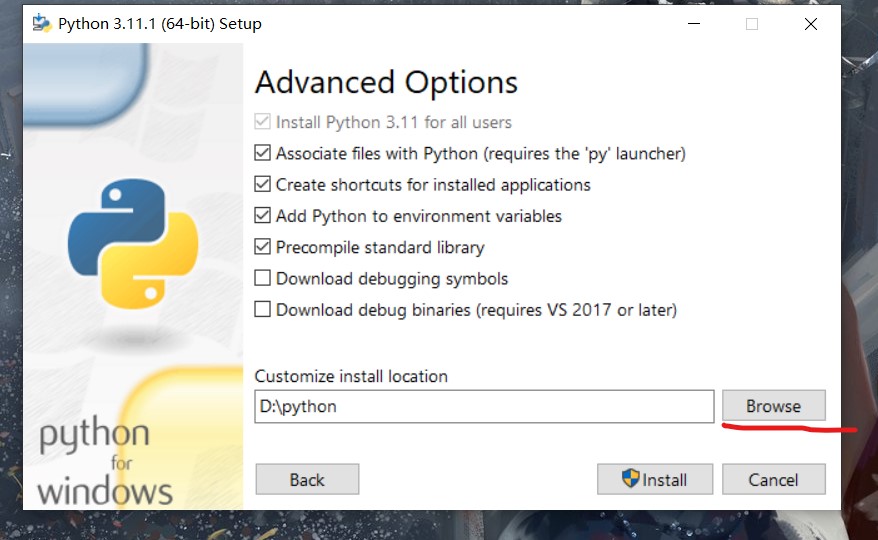 Python 3.11.1 (64-bit) Setup
Advanced Options
Install Python 3.11 for all users
Associate files with Python (requires the 'py' launcher)
Create shortcuts for installed applications
Add Python to environment variables
Precompile standard library
Download debugging symbols
Download debug binaries (requires VS 2017 or later)
Customize install location
D:\python
Browse
python
for
windows
Back
Install
Cancel